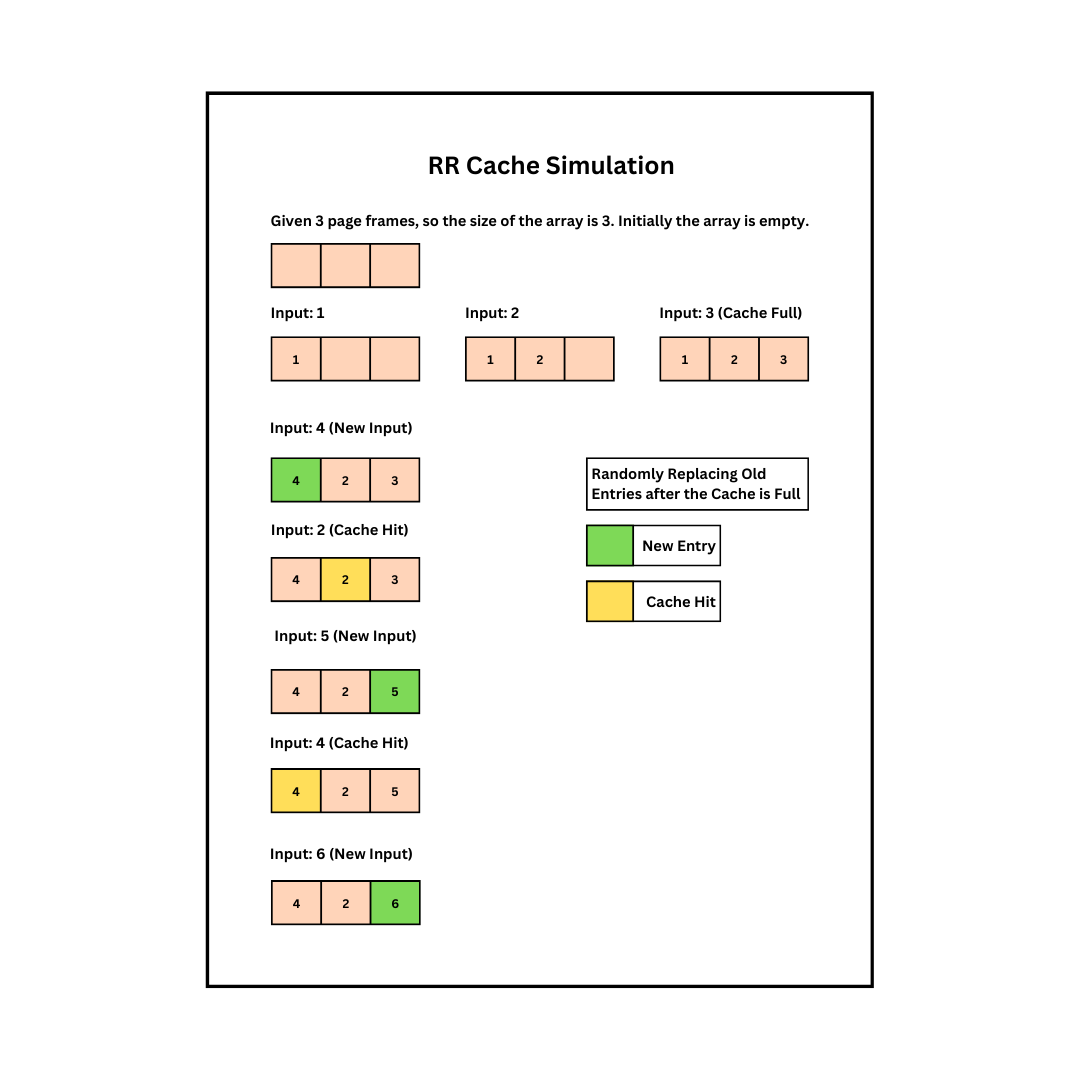 RR Cache Simulation
Given 3 page frames, so the size of the array is 3. Initially the array is empty.
Input: 1
Input: 2
Input: 3 (Cache Full)
1
1 2
1 2 3
Input: 4 (New Input)
4 2 3
Randomly Replacing Old
Entries after the Cache is Full
New Entry
Cache Hit
Input: 2 (Cache Hit)
4 2 3
Input: 5 (New Input)
4 2 5
Input: 4 (Cache Hit)
4 2 5
Input: 6 (New Input)
4 2 6